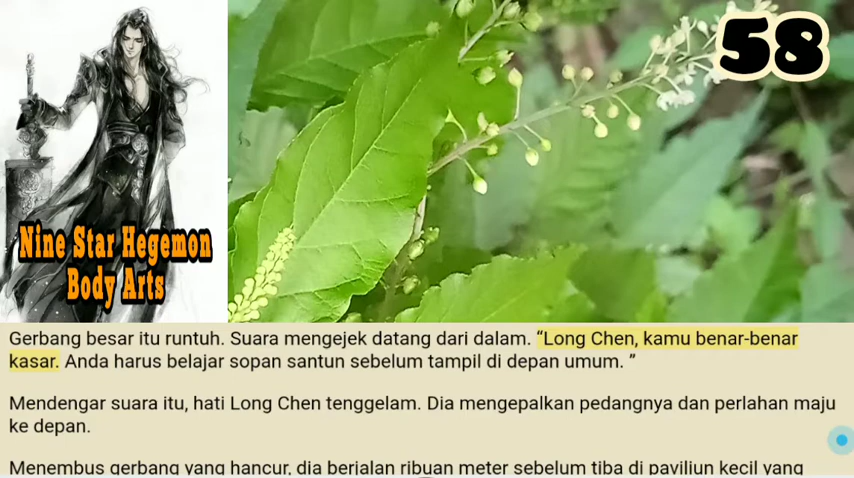 58
Nine Star Hegemon
Body Arts
Gerbang besar itu runtuh. Suara mengejek datang dari dalam. “Long Chen, kamu benar-benar
kasar. Anda harus belajar sopan santun sebelum tampil di depan umum. ”
Mendengar suara itu, hati Long Chen tenggelam. Dia mengepalkan pedangnya dan perlahan maju
ke depan.
Menembus gerbang yang hancur, dia berjalan ribuan meter sebelum tiba di paviliun kecil yang